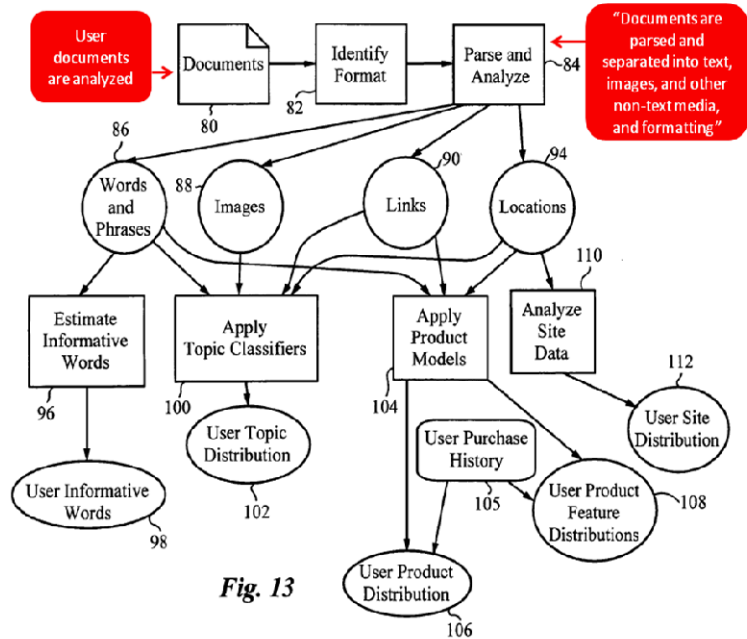 User
documents
are analyzed
Documents
80
Identify
Format
82
Parse and
Analyze
84
“Documents are
parsed and
separated into text,
images, and other
non-text media,
and formatting”
86
Words
and
Phrases
88
Images
90
Links
94
Locations
Estimate
Informative
Words
96
Apply
Topic Classifiers
100
Apply
Product
Models
104
110
Analyze
Site
Data
112
User Site
Distribution
User Topic
Distribution
102
User Purchase
History
105
User Informative
Words
98
User Product
Feature
Distributions
108
User Product
Distribution
106
Fig. 13